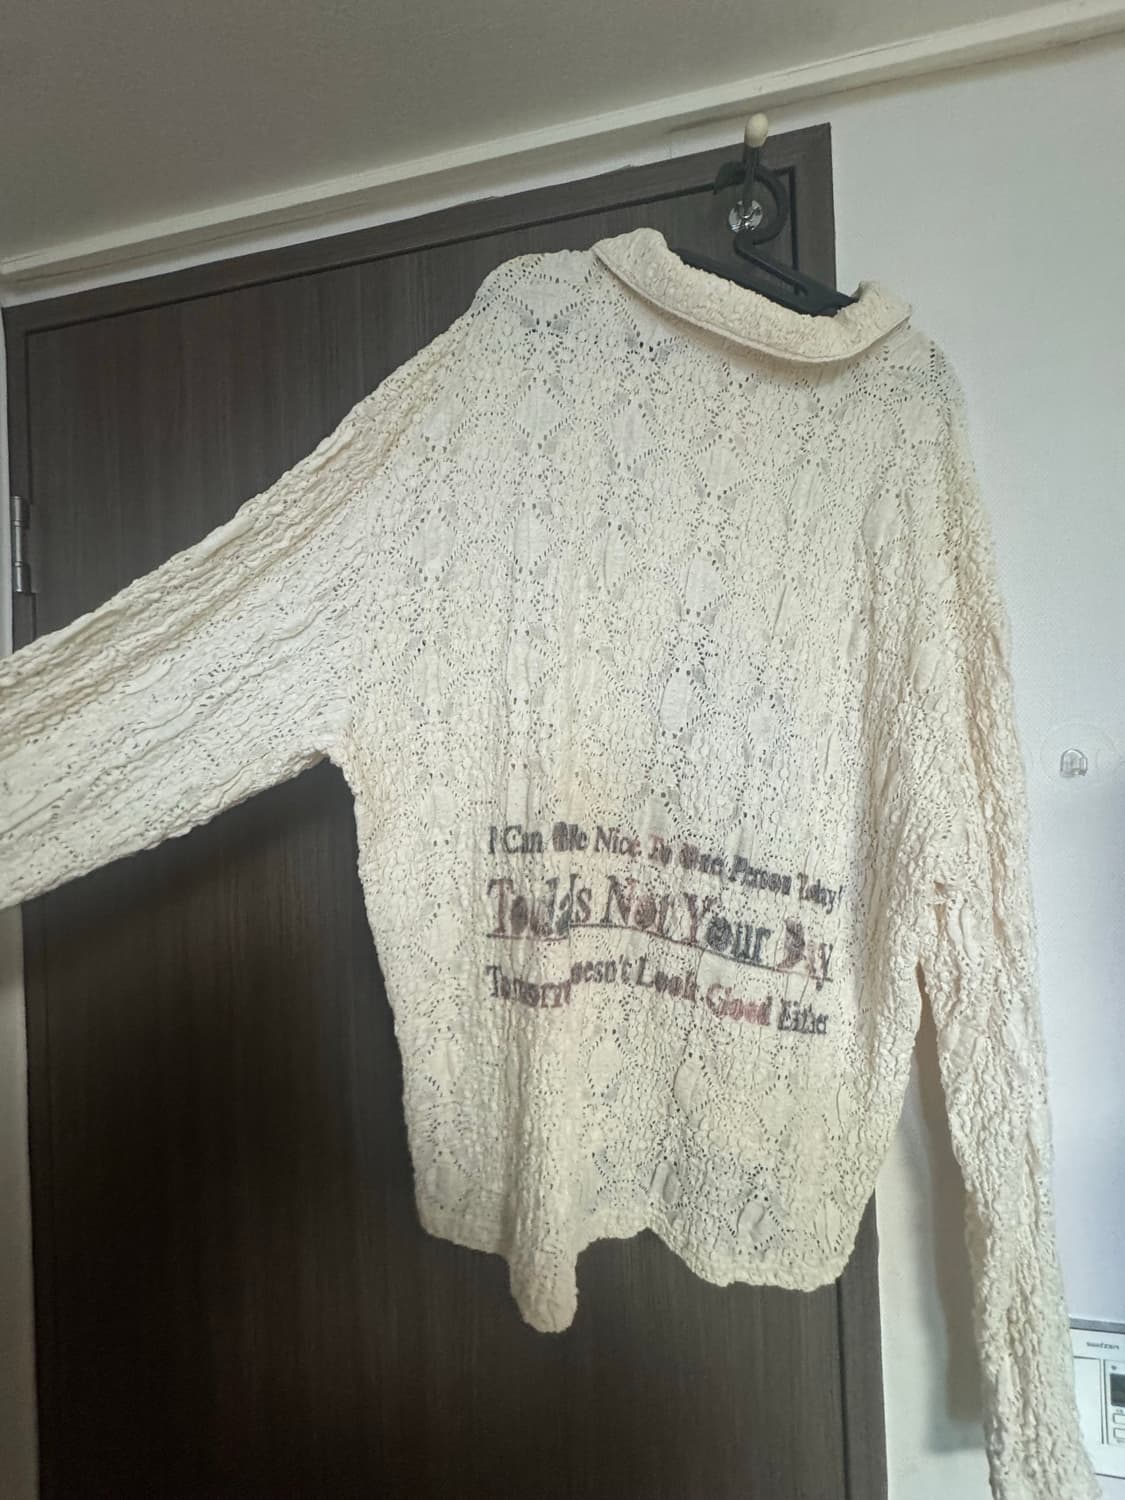 I Can Be Nice To One Person Today!
Today Is Not Your Day
Tomorrow Doesn't Look Good Either